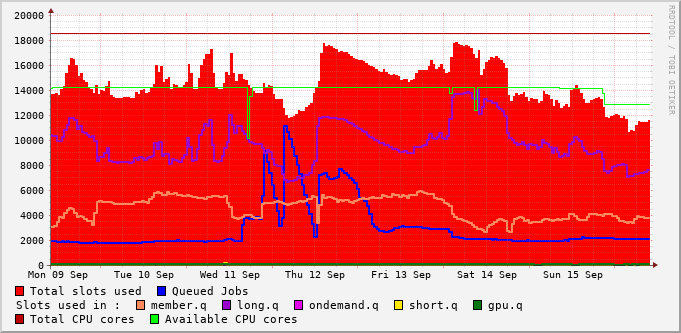 20000
18000
16000
14000
12000
10000
8000
6000
4000
2000
0
Mon 09 Sep Tue 10 Sep Wed 11 Sep Thu 12 Sep Fri 13 Sep Sat 14 Sep Sun 15 Sep
Total slots used Queued Jobs
Slots used in : member.q long.q ondemand.q short.q gpu.q
Total CPU cores Available CPU cores
RRDTOOL / TOBI OETIKER